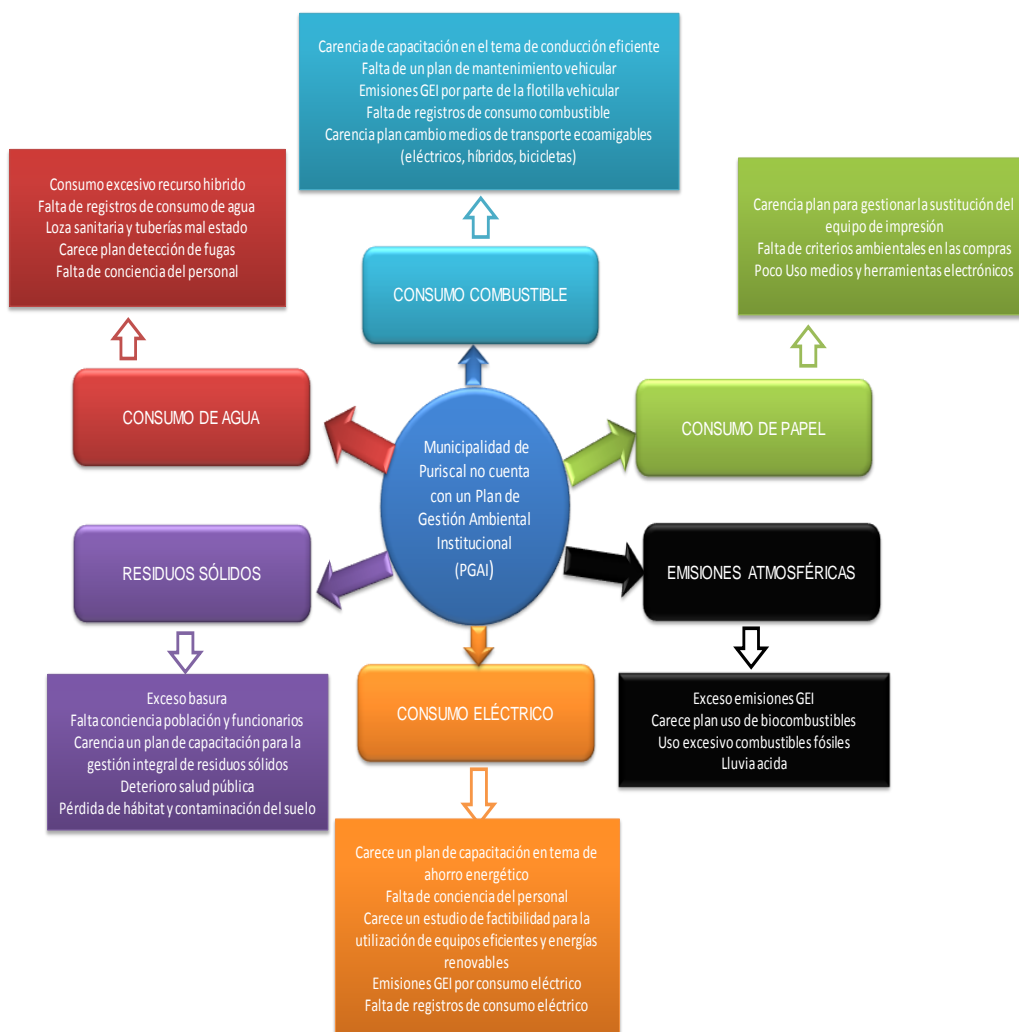 Carencia de capacitación en el tema de conducción eficiente
Falta de un plan de mantenimiento vehicular
Emisiones GEI por parte de la flotilla vehicular
Falta de registros de consumo combustible
Carencia plan cambio medios de transporte ecoamigables
(eléctricos, híbridos, bicicletas)
Consumo excesivo recurso hibrido
Falta de registros de consumo de agua
Loza sanitaria y tuberías mal estado
Carece plan detección de fugas
Falta de conciencia del personal
Carencia plan para gestionar la sustitución del
equipo de impresión
Falta de criterios ambientales en las compras
Poco Uso medios y herramientas electrónicos
CONSUMO COMBUSTIBLE
CONSUMO DE AGUA
CONSUMO DE PAPEL
Municipalidad de
Puriscal no cuenta
con un Plan de
Gestión Ambiental
Institucional
(PGAI)
RESIDUOS SÓLIDOS
EMISIONES ATMOSFÉRICAS
CONSUMO ELÉCTRICO
Exceso basura
Falta conciencia población y funcionarios
Carencia un plan de capacitación para la
gestión integral de residuos sólidos
Deterioro salud pública
Pérdida de hábitat y contaminación del suelo
Exceso emisiones GEI
Carece plan uso de biocombustibles
Uso excesivo combustibles fósiles
Lluvia acida
Carece un plan de capacitación en tema de
ahorro energético
Falta de conciencia del personal
Carece un estudio de factibilidad para la
utilización de equipos eficientes y energías
renovables
Emisiones GEI por consumo eléctrico
Falta de registros de consumo eléctrico